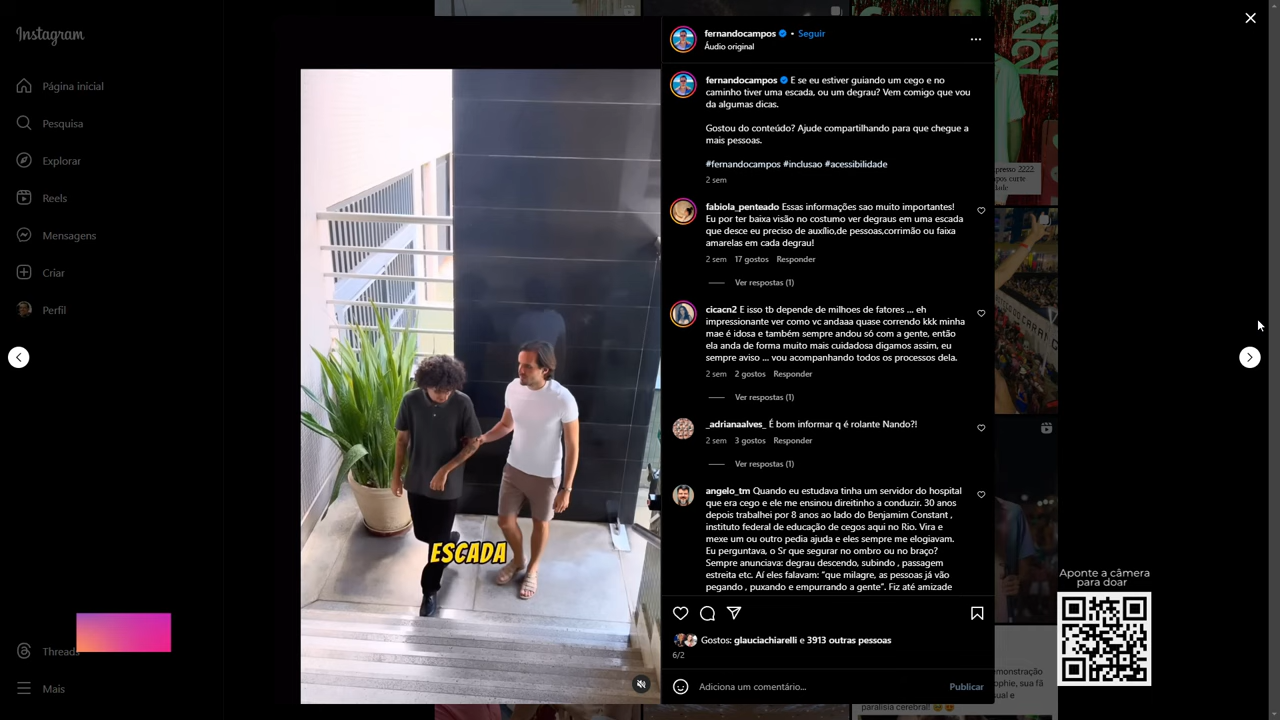 Instagram
Página inicial
Pesquisa
Explorar
Reels
Mensagens
Criar
Perfil
Threads
Mais
ESCADA
fernandocampos • Seguir
Áudio original
fernandocampos E se eu estiver guiando um cego e no
caminho tiver uma escada, ou um degrau? Vem comigo que vou
da algumas dicas.
Gostou do conteúdo? Ajude compartilhando para que chegue a
mais pessoas.
#fernandocampos #inclusao #acessibilidade
2 sem
fabiola_penteado Essas informações sao muito importantes!
Eu por ter baixa visão no costumo ver degraus em uma escada
que desce eu preciso de auxílio,de pessoas,corrimão ou faixa
amarelas em cada degrau!
2 sem 17 gostos Responder
Ver respostas (1)
cicacn2 E isso tb depende de milhoes de fatores ... eh
impressionante ver como vc andaaa quase correndo kkk minha
mae é idosa e também sempre andou só com a gente, então
ela anda de forma muito mais cuidadosa digamos assim, eu
sempre aviso ... vou acompanhando todos os processos dela.
2 sem 2 gostos Responder
Ver respostas (1)
_adrianaalves_ É bom informar q é rolante Nando?!
2 sem 3 gostos Responder
Ver respostas (1)
angelo_tm Quando eu estudava tinha um servidor do hospital
que era cego e ele me ensinou direitinho a conduzir. 30 anos
depois trabalhei por 8 anos ao lado do Benjamim Constant ,
instituto federal de educação de cegos aqui no Rio. Vira e
mexe um ou outro pedia ajuda e eles sempre me elogiavam.
Eu perguntava, o Sr que segurar no ombro ou no braço?
Sempre anunciava: degrau descendo, subindo , passagem
estreita etc. Aí eles falavam: "que milagre, as pessoas já vão
pegando , puxando e empurrando a gente". Fiz até amizade
Gostos: glauciachiarelli e 3913 outras pessoas
6/2
Adiciona um comentário...
Publicar
2222
Aponte a câmera
para doar
paralisia cerebral!